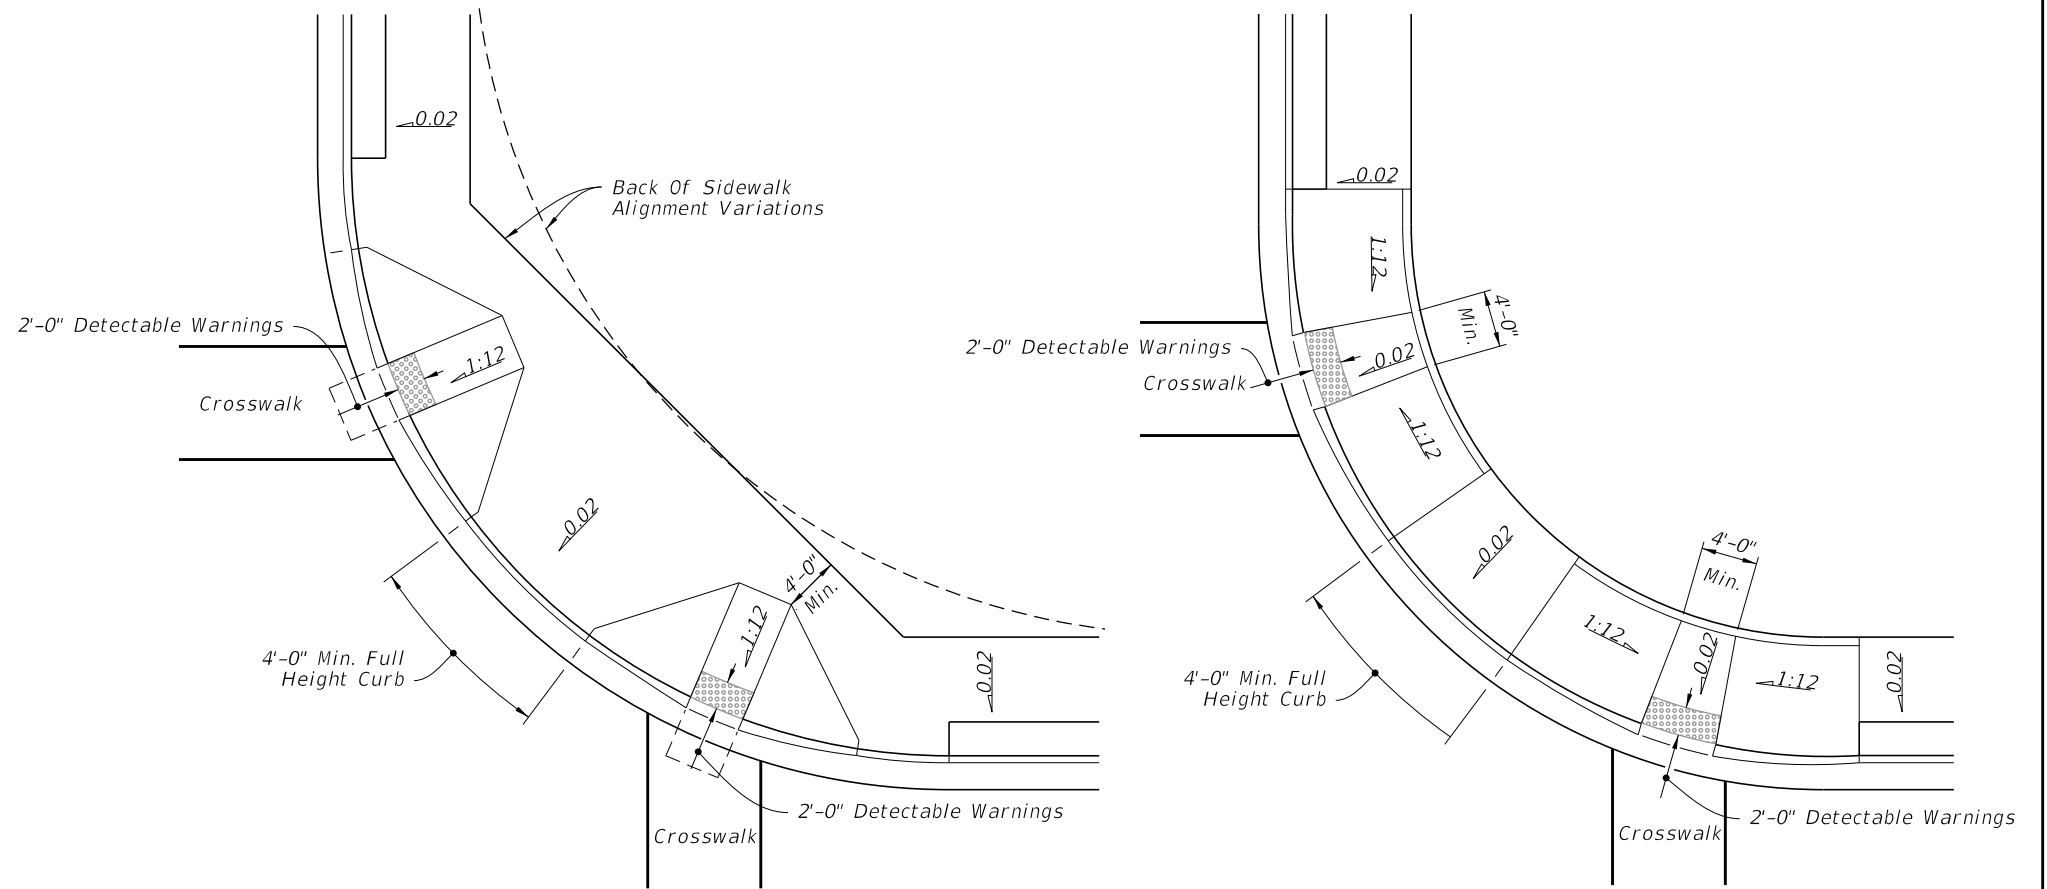 0.02
Back Of Sidewalk
Alignment Variations
2'-0" Detectable Warnings
1:12
Crosswalk
0.02
4'-0"
Min.
1:12
4'-0" Min. Full
Height Curb
0.02
2'-0" Detectable Warnings
Crosswalk
0.02
1:12
4'-0"
Min.
2'-0" Detectable Warnings
0.02
Crosswalk
1:12
0.02
4'-0"
Min.
1:12
0.02
4'-0" Min. Full
Height Curb
1:12
0.02
2'-0" Detectable Warnings
Crosswalk